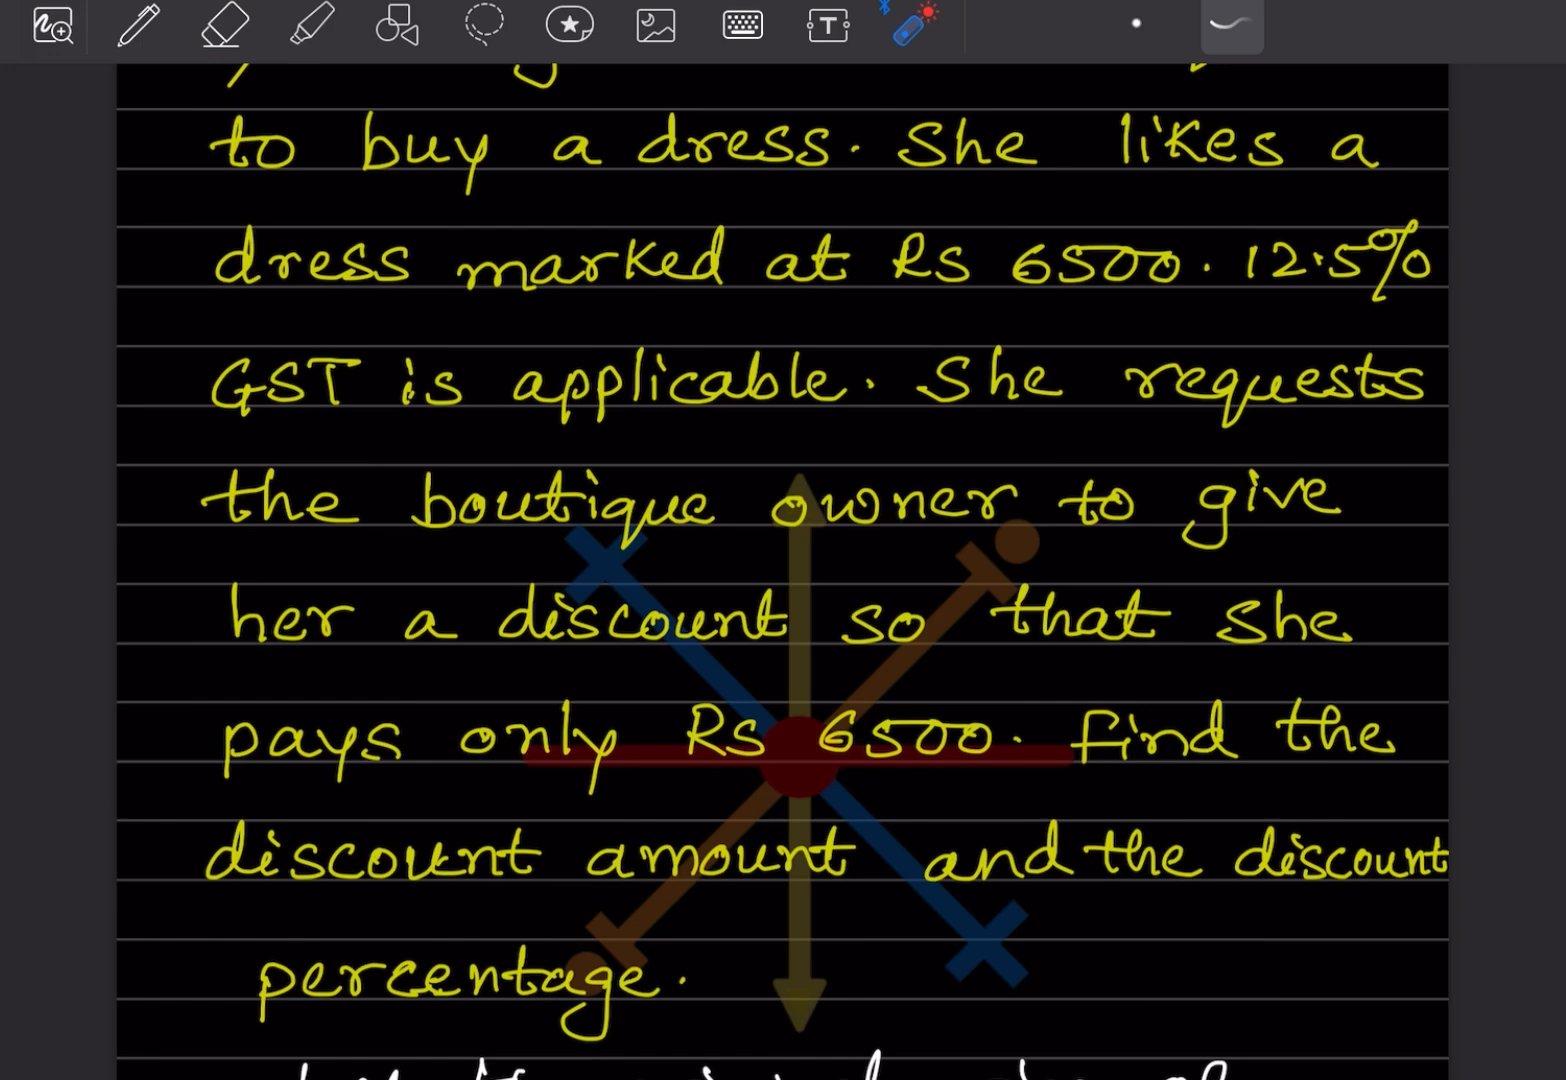 to buy a dress. She likes a
dress marked at Rs 6500. 12.5%
GST is applicable. She requests
the boutique owner to give
her a discount so that she
pays only Rs 6500. Find the
discount amount and the discount
percentage.